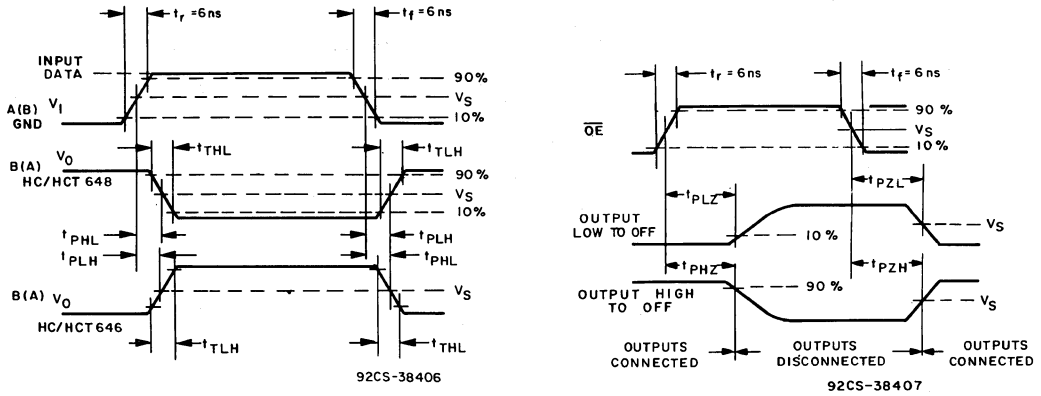 tr = 6ns
tf = 6ns
INPUT
DATA
90%
VS
10%
A(B) VI
GND
VO
B(A)
HC/HCT 648
tTHL
tTLH
90%
VS
10%
tPHL
tPLH
tPLH
tPHL
B(A) VO
HC/HCT 646
VS
tTLH
tTHL
92CS-38406
tr = 6ns
tf = 6ns
OE
90%
VS
10%
tPLZ
tPZL
OUTPUT
LOW TO OFF
10%
VS
tPHZ
tPZH
OUTPUT HIGH
TO OFF
90%
VS
OUTPUTS
CONNECTED
OUTPUTS
DISCONNECTED
OUTPUTS
CONNECTED
92CS-38407